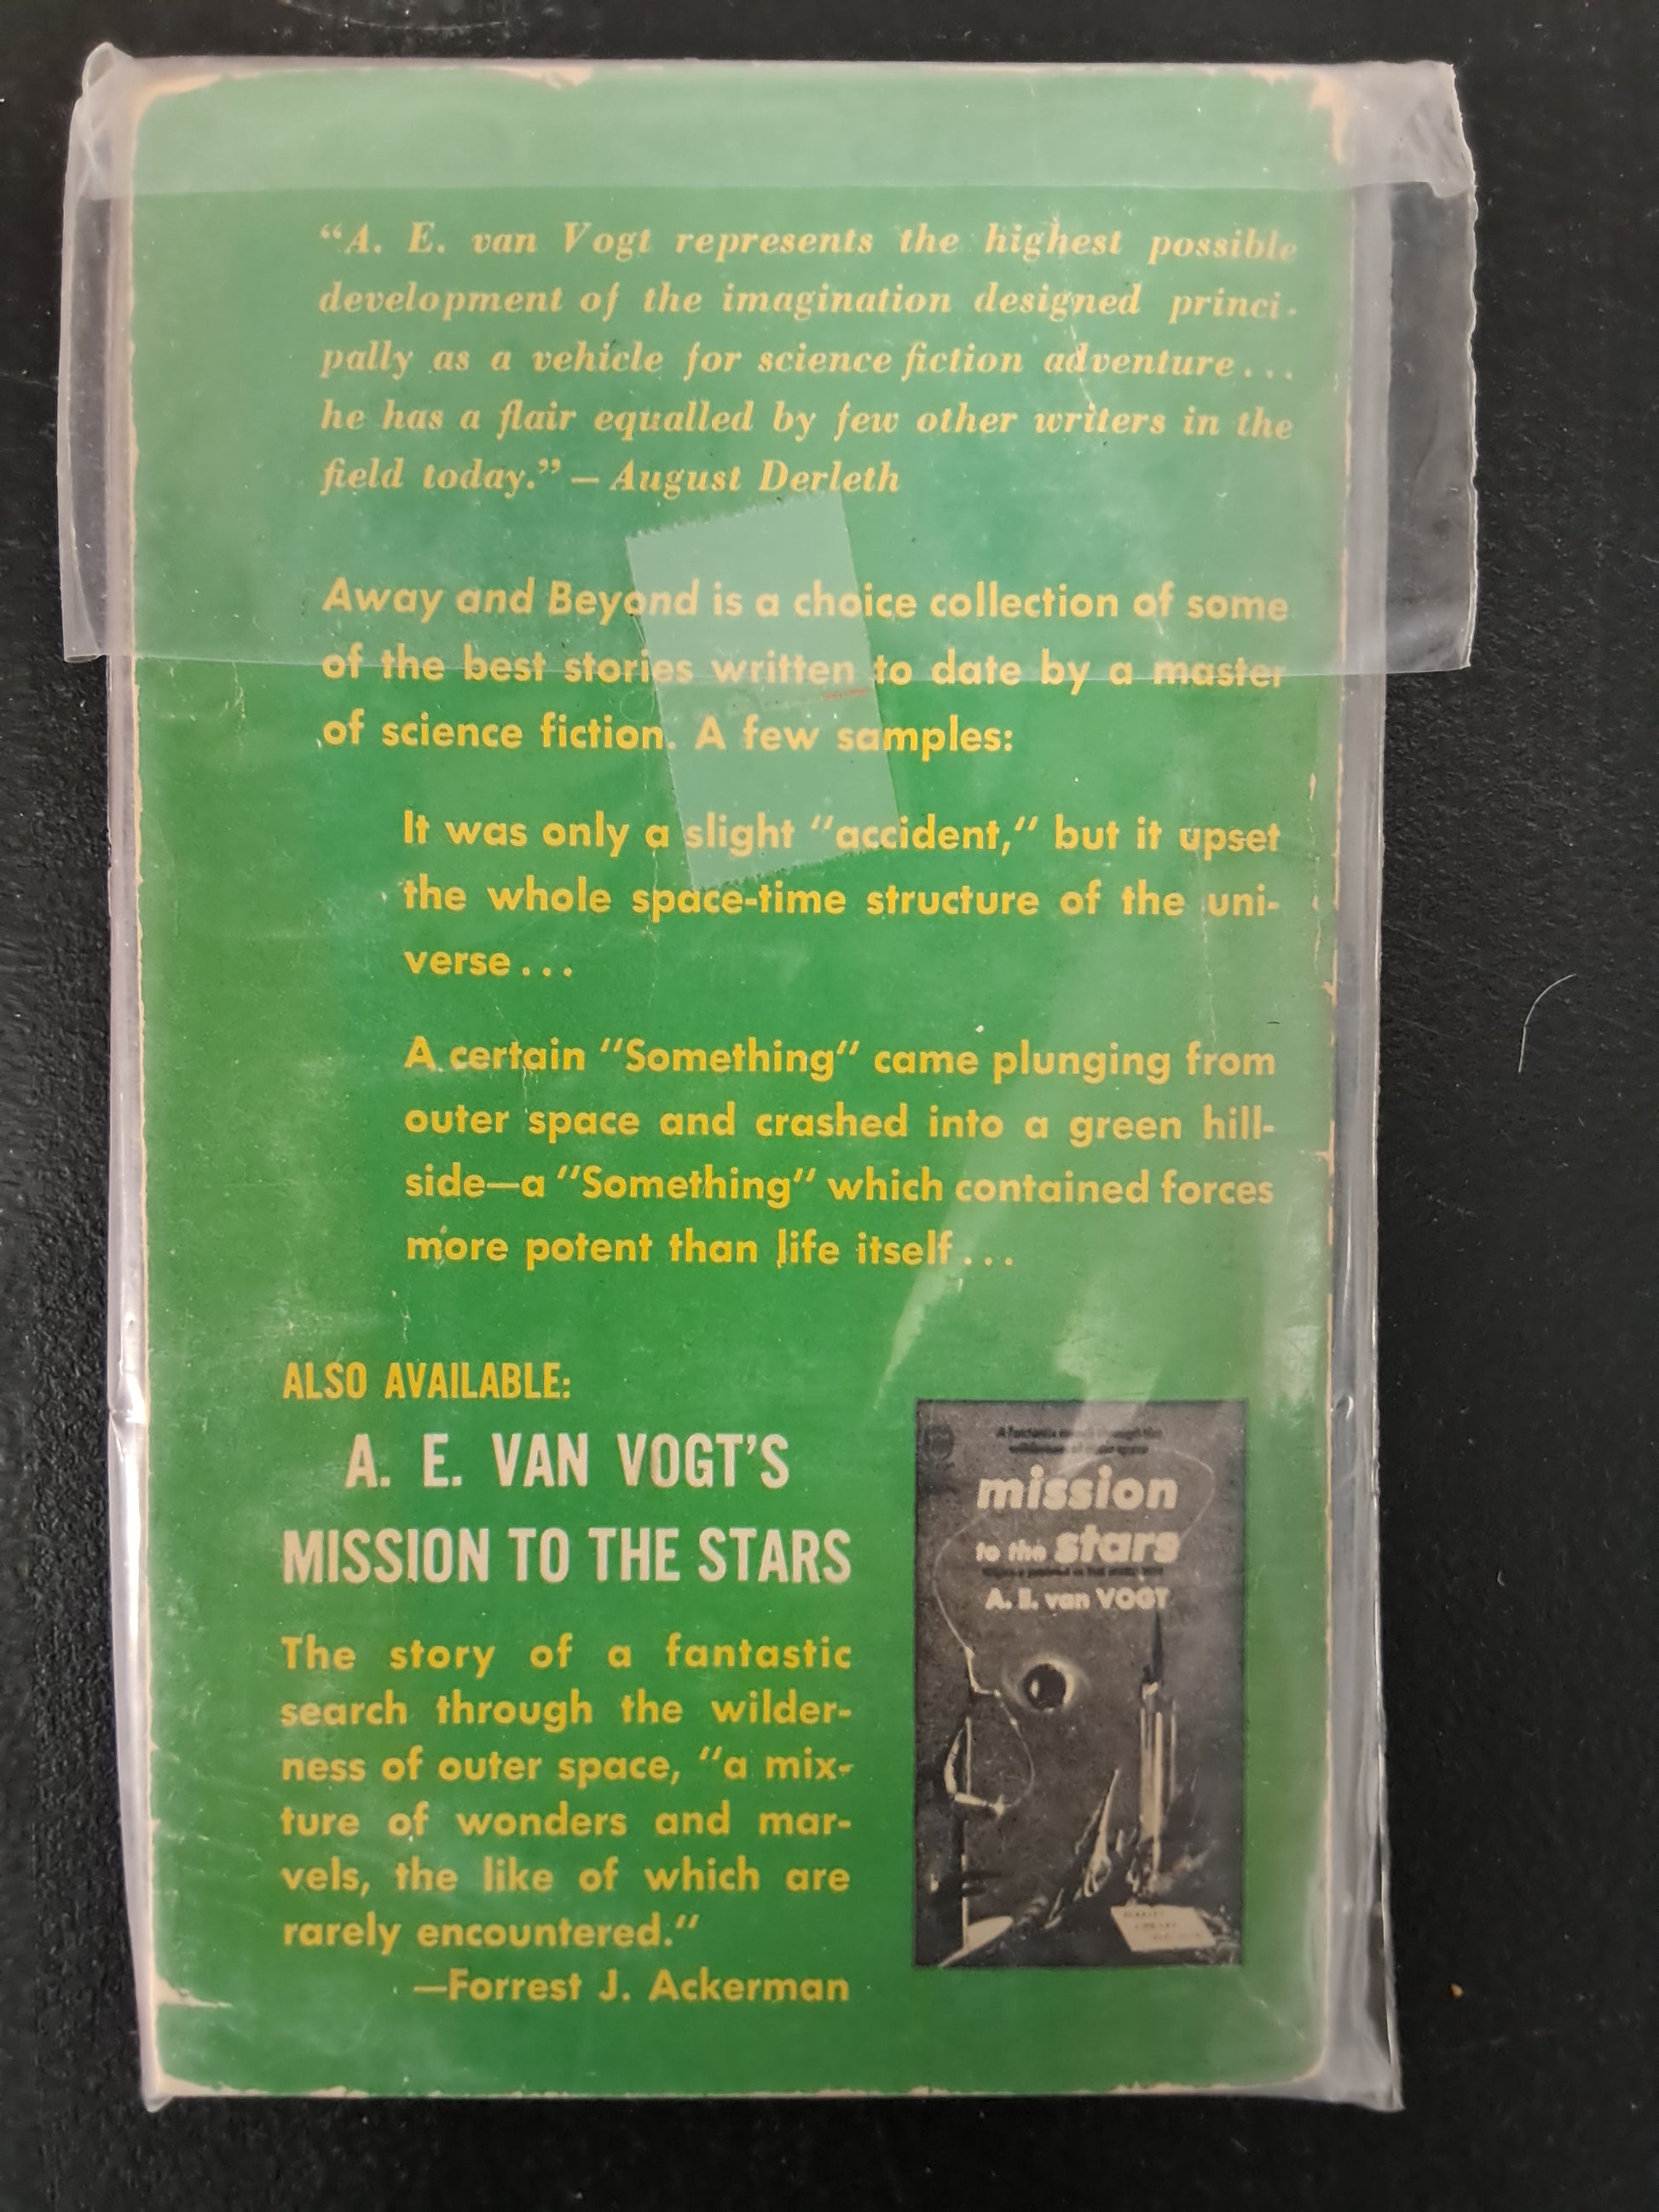 “A. E. van Vogt represents the highest possible
development of the imagination designed princi-
pally as a vehicle for science fiction adventure...
he has a flair equalled by few other writers in the
field today.” — August Derleth
Away and Beyond is a choice collection of some
of the best stories written to date by a master
of science fiction. A few samples:
It was only a slight “accident,” but it upset
the whole space-time structure of the uni-
verse...
A certain “Something” came plunging from
outer space and crashed into a green hill-
side—a “Something” which contained forces
more potent than life itself...
ALSO AVAILABLE:
A. E. VAN VOGT’S
MISSION TO THE STARS
The story of a fantastic
search through the wilder-
ness of outer space, “a mix-
ture of wonders and mar-
vels, the like of which are
rarely encountered.”
—Forrest J. Ackerman
mission
to the stars
A. E. van VOGT